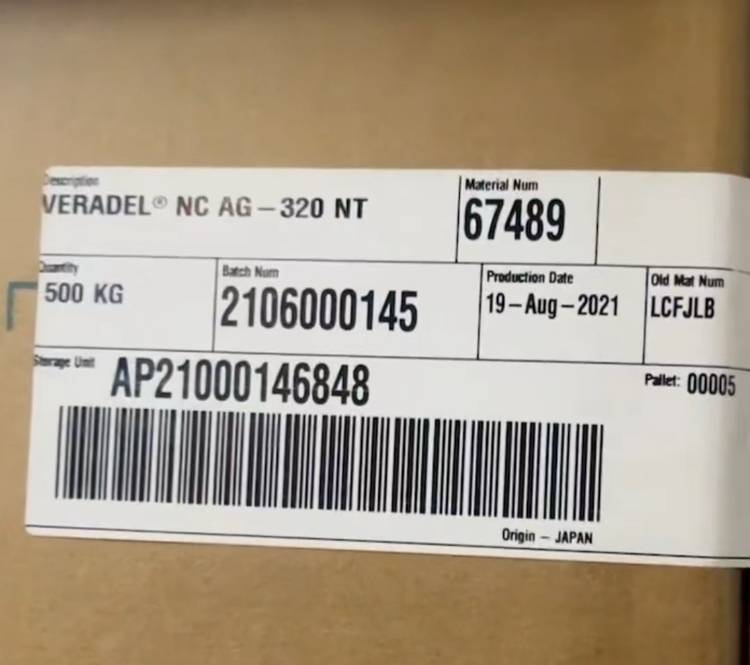 Description
VERADEL® NC AG-320 NT
Material Num
67489
Quantity
500 KG
Batch Num
2106000145
Production Date
19-Aug-2021
Old Mat Num
LCFJLB
Storage Unit
AP21000146848
Pallet: 00005
Origin - JAPAN